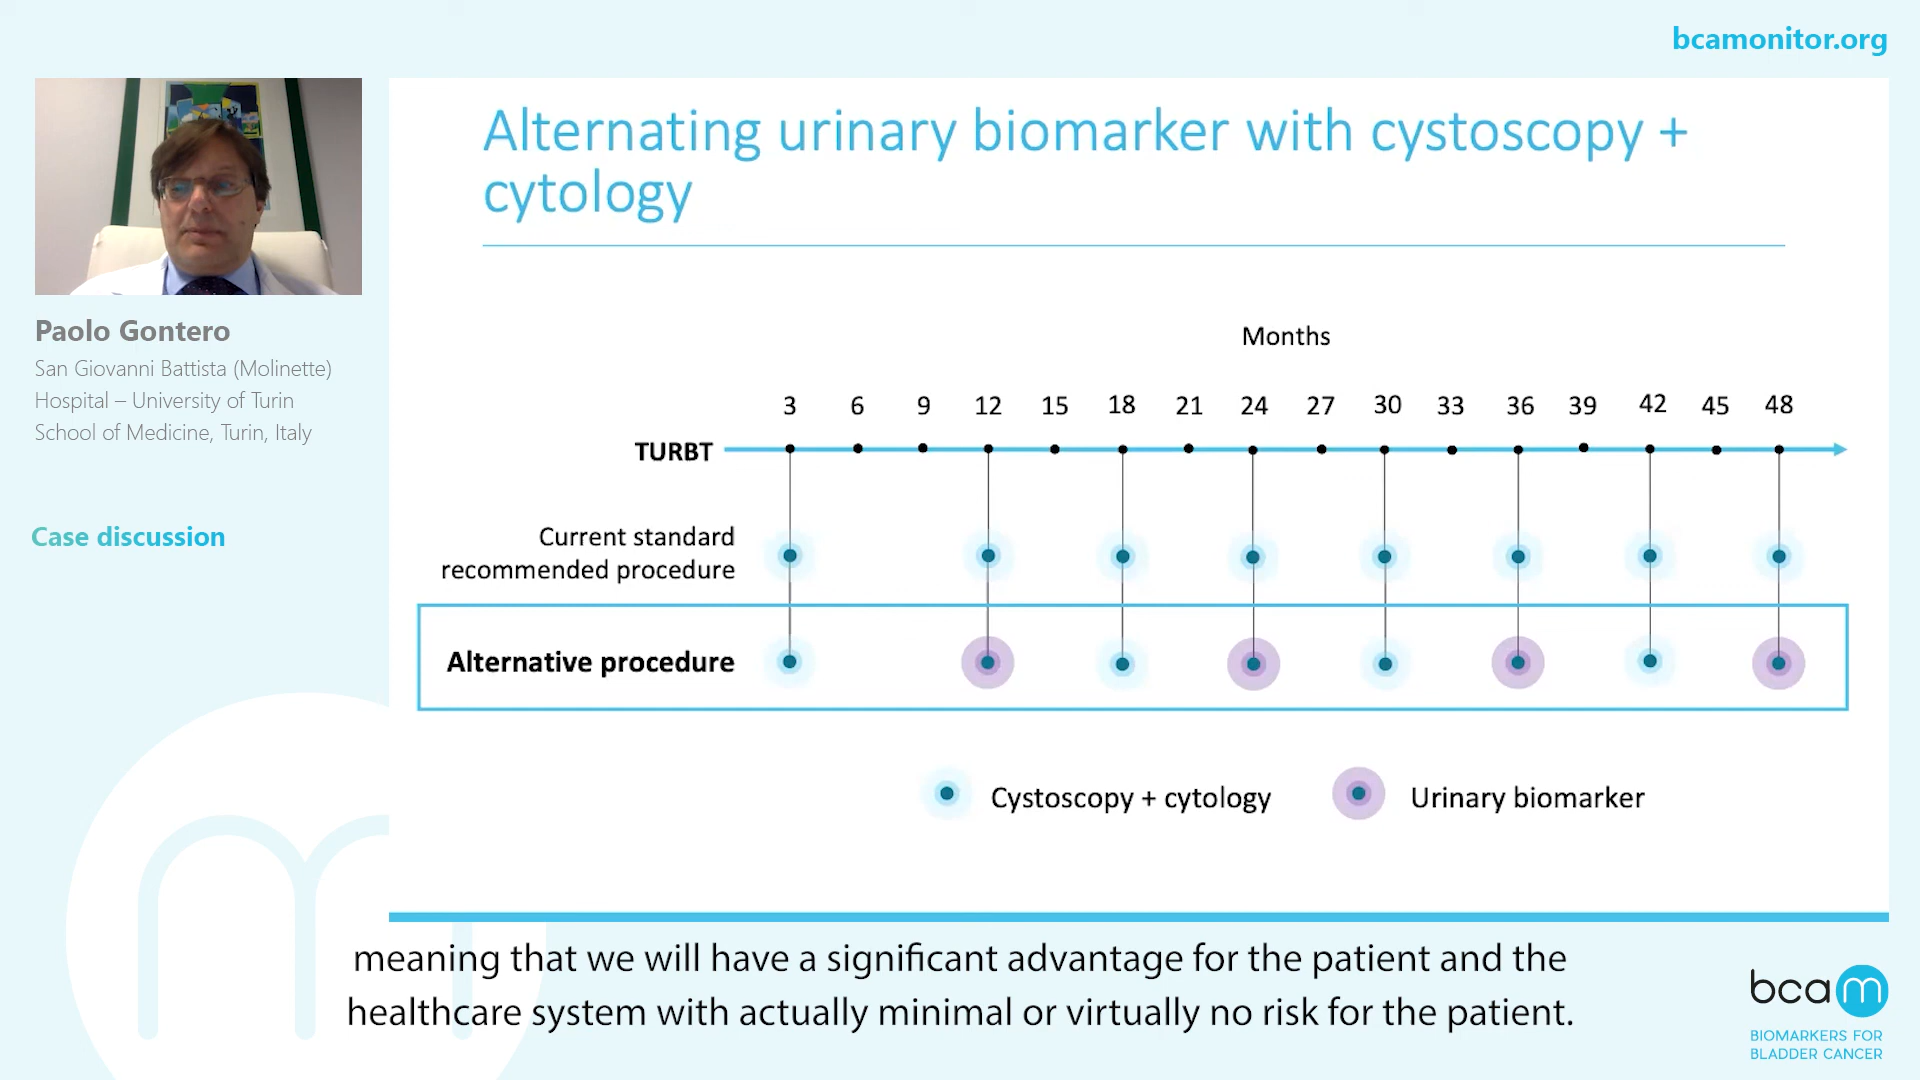 bcamonitor.org
Paolo Gontero
San Giovanni Battista (Molinette)
Hospital – University of Turin
School of Medicine, Turin, Italy
Case discussion
Alternating urinary biomarker with cystoscopy +
cytology
Months
3 6 9 12 15 18 21 24 27 30 33 36 39 42 45 48
TURBT
Current standard
recommended procedure
Alternative procedure
Cystoscopy + cytology
Urinary biomarker
meaning that we will have a significant advantage for the patient and the
healthcare system with actually minimal or virtually no risk for the patient.
bcam
BIOMARKERS FOR
BLADDER CANCER